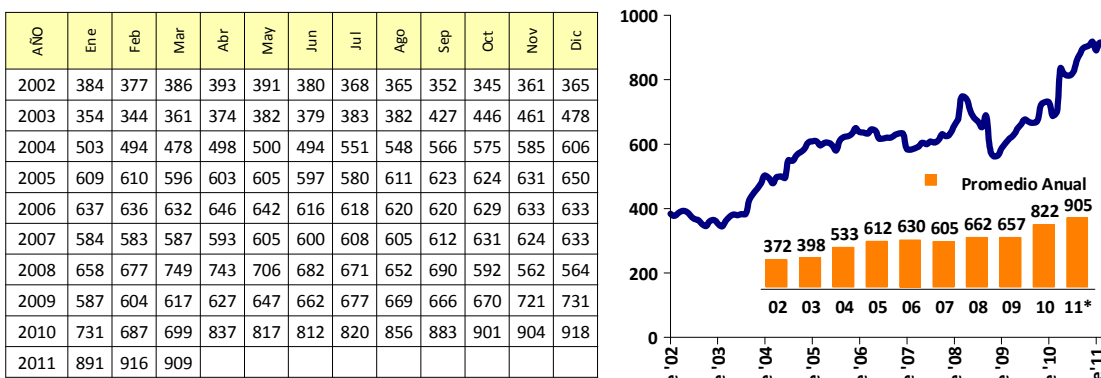 AÑO Ene Feb Mar Abr May Jun Jul Ago Sep Oct Nov Dic
2002 384 377 386 393 391 380 368 365 352 345 361 365
2003 354 344 361 374 382 379 383 382 427 446 461 478
2004 503 494 478 498 500 494 551 548 566 575 585 606
2005 609 610 596 603 605 597 580 611 623 624 631 650
2006 637 636 632 646 642 616 618 620 620 629 633 633
2007 584 583 587 593 605 600 608 605 612 631 624 633
2008 658 677 749 743 706 682 671 652 690 592 562 564
2009 587 604 617 627 647 662 677 669 666 670 721 731
2010 731 687 699 837 817 812 820 856 883 901 904 918
2011 891 916 909
1000
800
600
400
200
0
Promedio Anual
372 398 533 612 630 605 662 657 822 905
02 03 04 05 06 07 08 09 10 11*
e'02 e'03 e'04 e'05 e'06 e'07 e'08 e'09 e'10 e'11